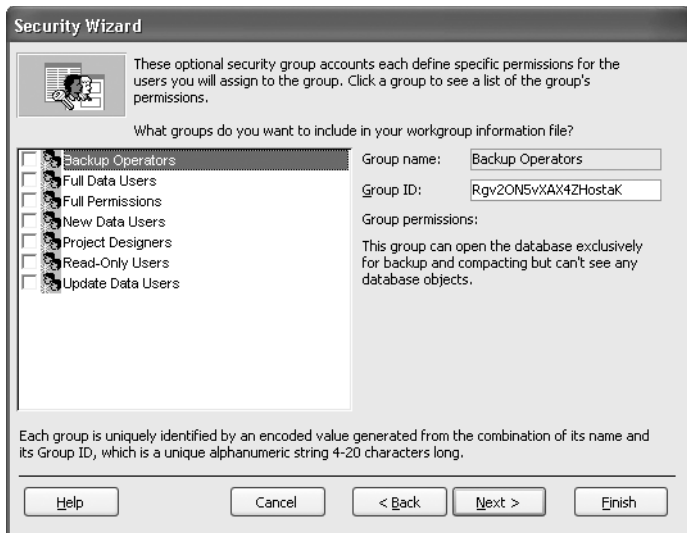 Security Wizard
These optional security group accounts each define specific permissions for the
users you will assign to the group. Click a group to see a list of the group's
permissions.
What groups do you want to include in your workgroup information file?
Backup Operators
Full Data Users
Full Permissions
New Data Users
Project Designers
Read-Only Users
Update Data Users
Group name: Backup Operators
Group ID: Rgv2ON5vXAX4ZHostaK
Group permissions:
This group can open the database exclusively
for backup and compacting but can't see any
database objects.
Each group is uniquely identified by an encoded value generated from the combination of its name and
its Group ID, which is a unique alphanumeric string 4-20 characters long.
Help Cancel < Back Next > Finish